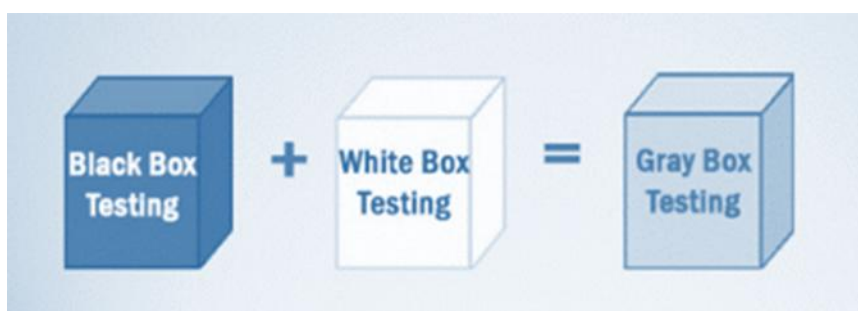 Black Box
Testing
+
White Box
Testing
=
Gray Box
Testing